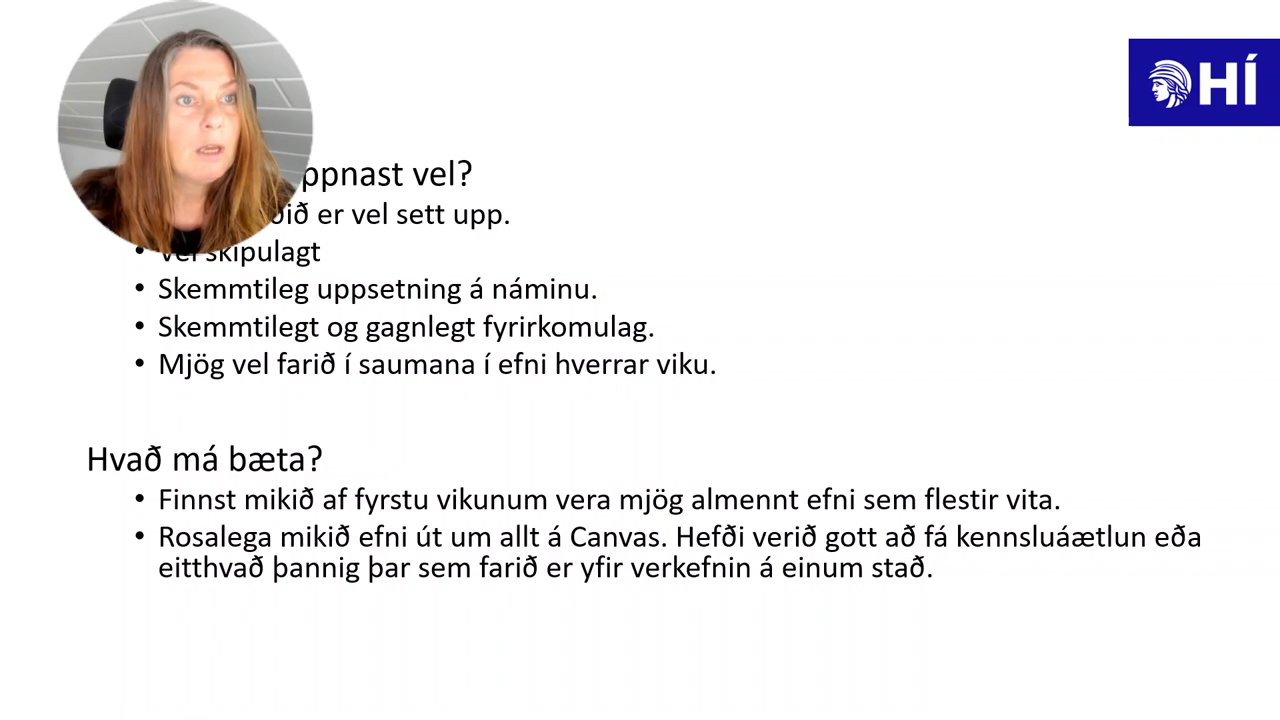 HÍ
vel?
er vel sett upp.
• Vel skipulagt
• Skemmtileg uppsetning á náminu.
• Skemmtilegt og gagnlegt fyrirkomulag.
• Mjög vel farið í saumana í efni hverrar viku.
Hvað má bæta?
• Finnst mikið af fyrstu vikunum vera mjög almennt efni sem flestir vita.
• Rosalega mikið efni út um allt á Canvas. Hefði verið gott að fá kennsluáætlun eða
eitthvað þannig þar sem farið er yfir verkefnin á einum stað.